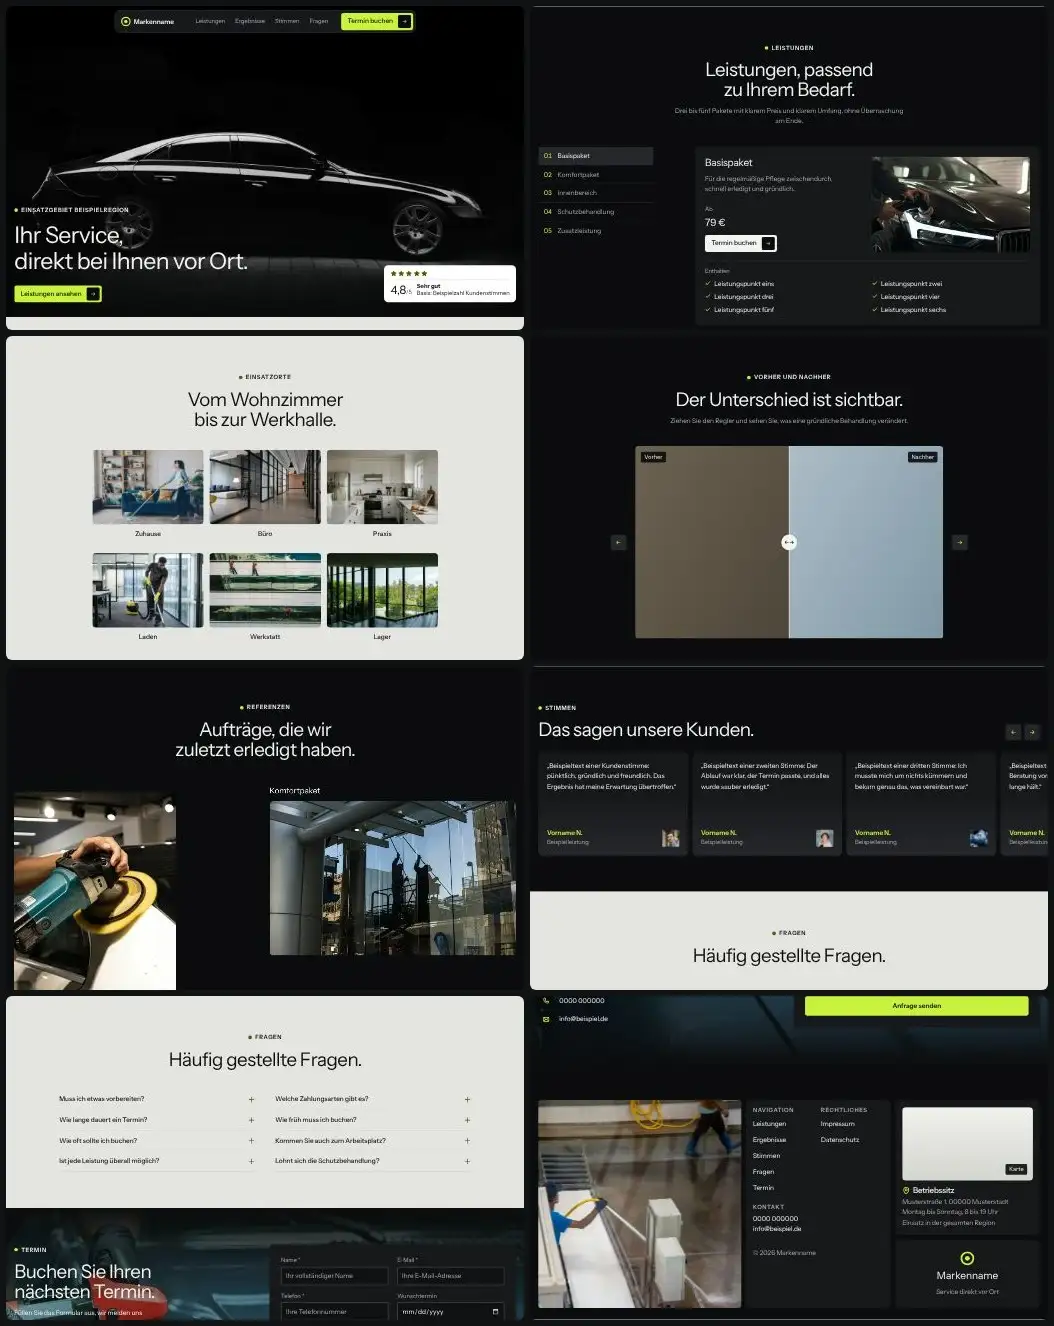 Markenname
Leistungen
Ergebnisse
Stimmen
Fragen
Termin buchen
EINSATZGEBIET BEISPIELREGION
Ihr Service,
direkt bei Ihnen vor Ort.
Leistungen ansehen
4,8/5
Sehr gut
Basis: Beispielzahl Kundenstimmen
LEISTUNGEN
Leistungen, passend
zu Ihrem Bedarf.
Drei bis fünf Pakete mit klarem Preis und klarem Umfang, ohne Überraschung
am Ende.
01 Basispaket
02 Komfortpaket
03 Innenbereich
04 Schutzbehandlung
05 Zusatzleistung
Basispaket
Für die regelmäßige Pflege zwischendurch,
schnell erledigt und gründlich.
Ab
79 €
Termin buchen
Enthalten
Leistungspunkt eins
Leistungspunkt zwei
Leistungspunkt drei
Leistungspunkt vier
Leistungspunkt fünf
Leistungspunkt sechs
EINSATZORTE
Vom Wohnzimmer
bis zur Werkhalle.
Zuhause
Büro
Praxis
Laden
Werkstatt
Lager
VORHER UND NACHHER
Der Unterschied ist sichtbar.
Ziehen Sie den Regler und sehen Sie, was eine gründliche Behandlung verändert.
Vorher
Nachher
REFERENZEN
Aufträge, die wir
zuletzt erledigt haben.
Komfortpaket
STIMMEN
Das sagen unsere Kunden.
„Beispieltext einer Kundenstimme:
pünktlich, gründlich und freundlich. Das
Ergebnis hat meine Erwartung übertroffen.“
Vorname N.
Beispielleistung
„Beispieltext einer zweiten Stimme: Der
Ablauf war klar, der Termin passte, und alles
wurde sauber erledigt.“
Vorname N.
Beispielleistung
„Beispieltext einer dritten Stimme: Ich
musste mich um nichts kümmern und
bekam genau das, was vereinbart war.“
Vorname N.
Beispielleistung
„Beispieltext
Beratung vor
lange hält.“
Vorname N.
Beispielleistung
FRAGEN
Häufig gestellte Fragen.
FRAGEN
Häufig gestellte Fragen.
Muss ich etwas vorbereiten?
Welche Zahlungsarten gibt es?
Wie lange dauert ein Termin?
Wie früh muss ich buchen?
Wie oft sollte ich buchen?
Kommen Sie auch zum Arbeitsplatz?
Ist jede Leistung überall möglich?
Lohnt sich die Schutzbehandlung?
TERMIN
Buchen Sie Ihren
nächsten Termin.
Füllen Sie das Formular aus, wir melden uns
Name *
Ihr vollständiger Name
E-Mail *
Ihre E-Mail-Adresse
Telefon *
Ihre Telefonnummer
Wunschtermin
mm/dd/yyyy
0000 000000
info@beispiel.de
Anfrage senden
NAVIGATION
Leistungen
Ergebnisse
Stimmen
Fragen
Termin
RECHTLICHES
Impressum
Datenschutz
KONTAKT
0000 000000
info@beispiel.de
© 2026 Markenname
Karte
Betriebssitz
Musterstraße 1, 00000 Musterstadt
Montag bis Sonntag, 8 bis 19 Uhr
Einsatz in der gesamten Region
Markenname
Service direkt vor Ort